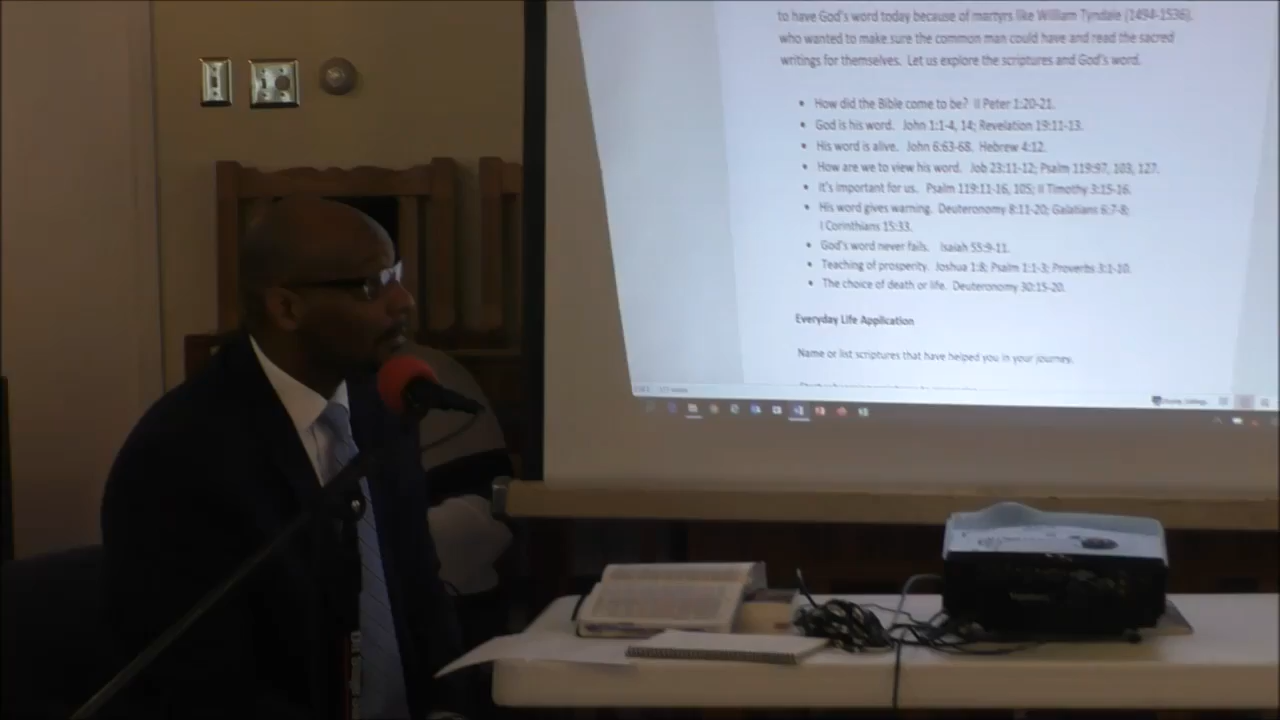 to have God's word today because of martyrs like William Tyndale (1494-1536),
who wanted to make sure the common man could have and read the sacred
writings for themselves. Let us explore the scriptures and God's word.
• How did the Bible come to be? II Peter 1:20-21.
• God is his word. John 1:1-4, 14; Revelation 19:11-13.
• His word is alive. John 6:63-68. Hebrew 4:12.
• How are we to view his word. Job 23:11-12; Psalm 119:97, 103, 127.
• It's important for us. Psalm 119:11-16, 105; II Timothy 3:15-16.
• His word gives warning. Deuteronomy 8:11-20; Galatians 6:7-8;
I Corinthians 15:33.
• God's word never fails. Isaiah 55:9-11.
• Teaching of prosperity. Joshua 1:8; Psalm 1:1-3; Proverbs 3:1-10.
• The choice of death or life. Deuteronomy 30:15-20.
Everyday Life Application
Name or list scriptures that have helped you in your journey.